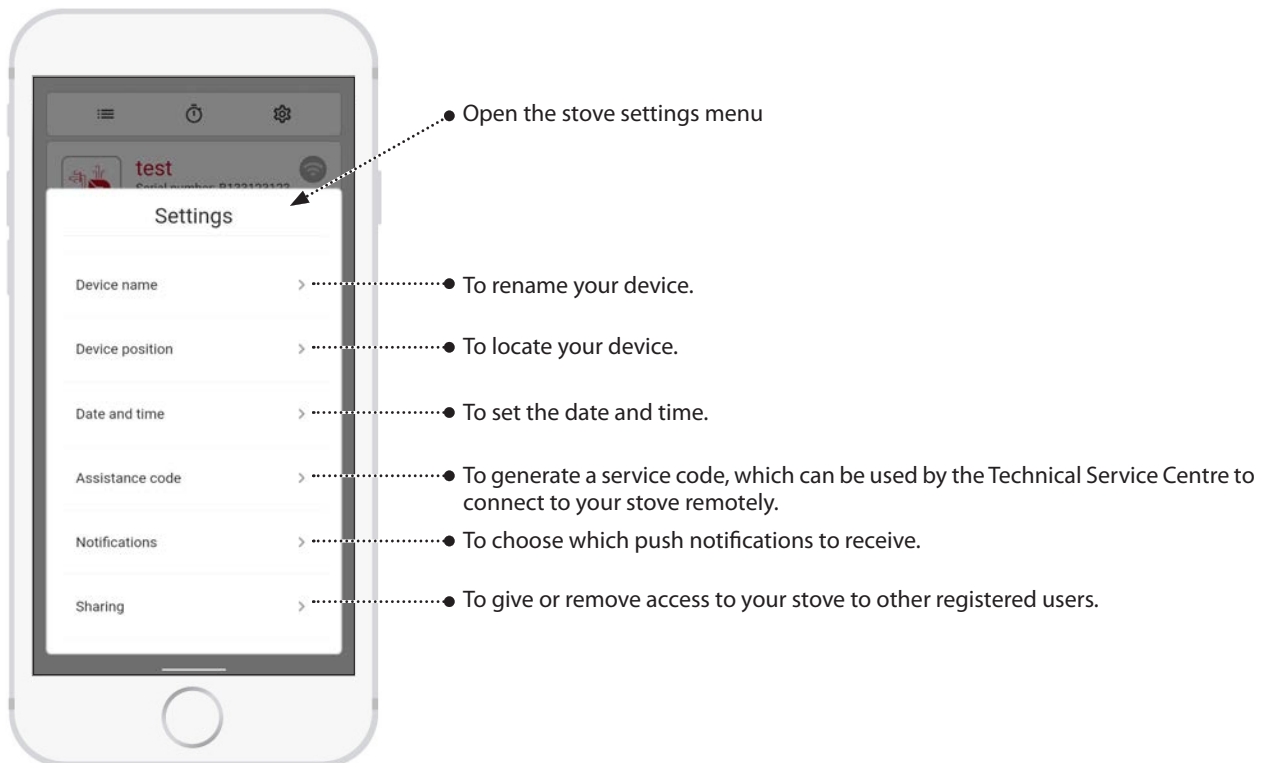 Open the stove settings menu
test
Serial number: B133123123
Settings
Device name
To rename your device.
Device position
To locate your device.
Date and time
To set the date and time.
Assistance code
To generate a service code, which can be used by the Technical Service Centre to
connect to your stove remotely.
Notifications
To choose which push notifications to receive.
Sharing
To give or remove access to your stove to other registered users.